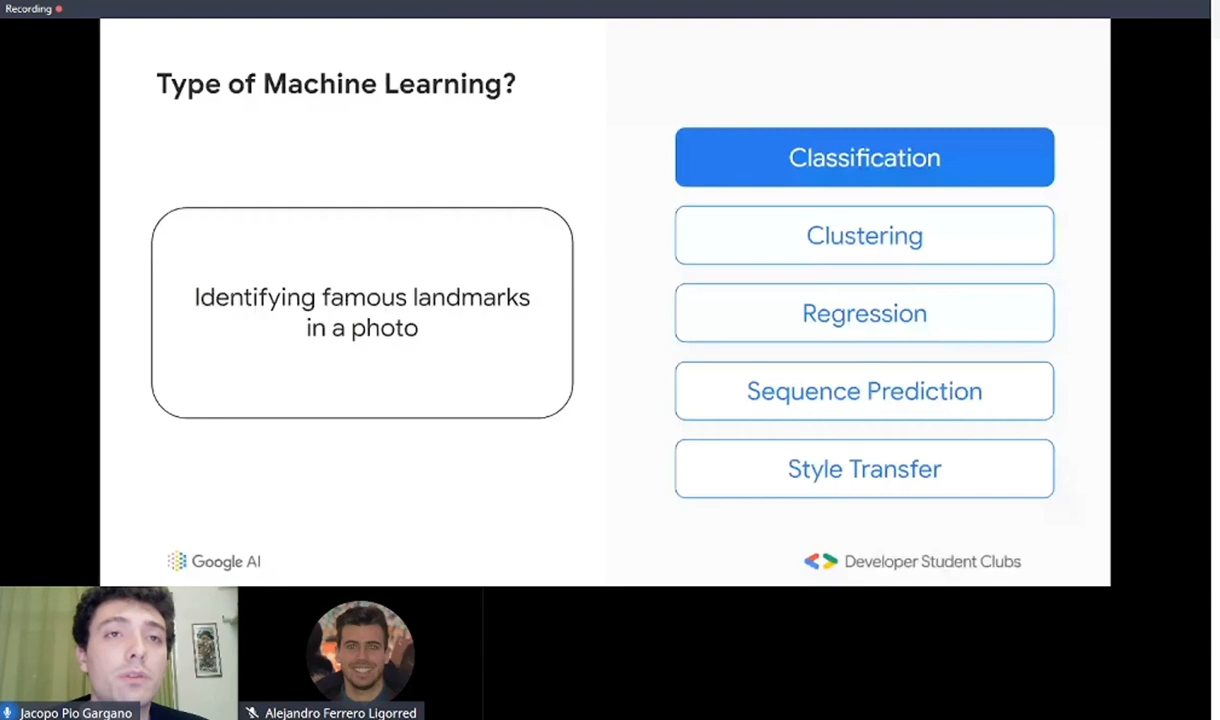 Recording
Type of Machine Learning?
Identifying famous landmarks
in a photo
Classification
Clustering
Regression
Sequence Prediction
Style Transfer
Google AI
Developer Student Clubs
Jacopo Pio Gargano
Alejandro Ferrero Ligorred